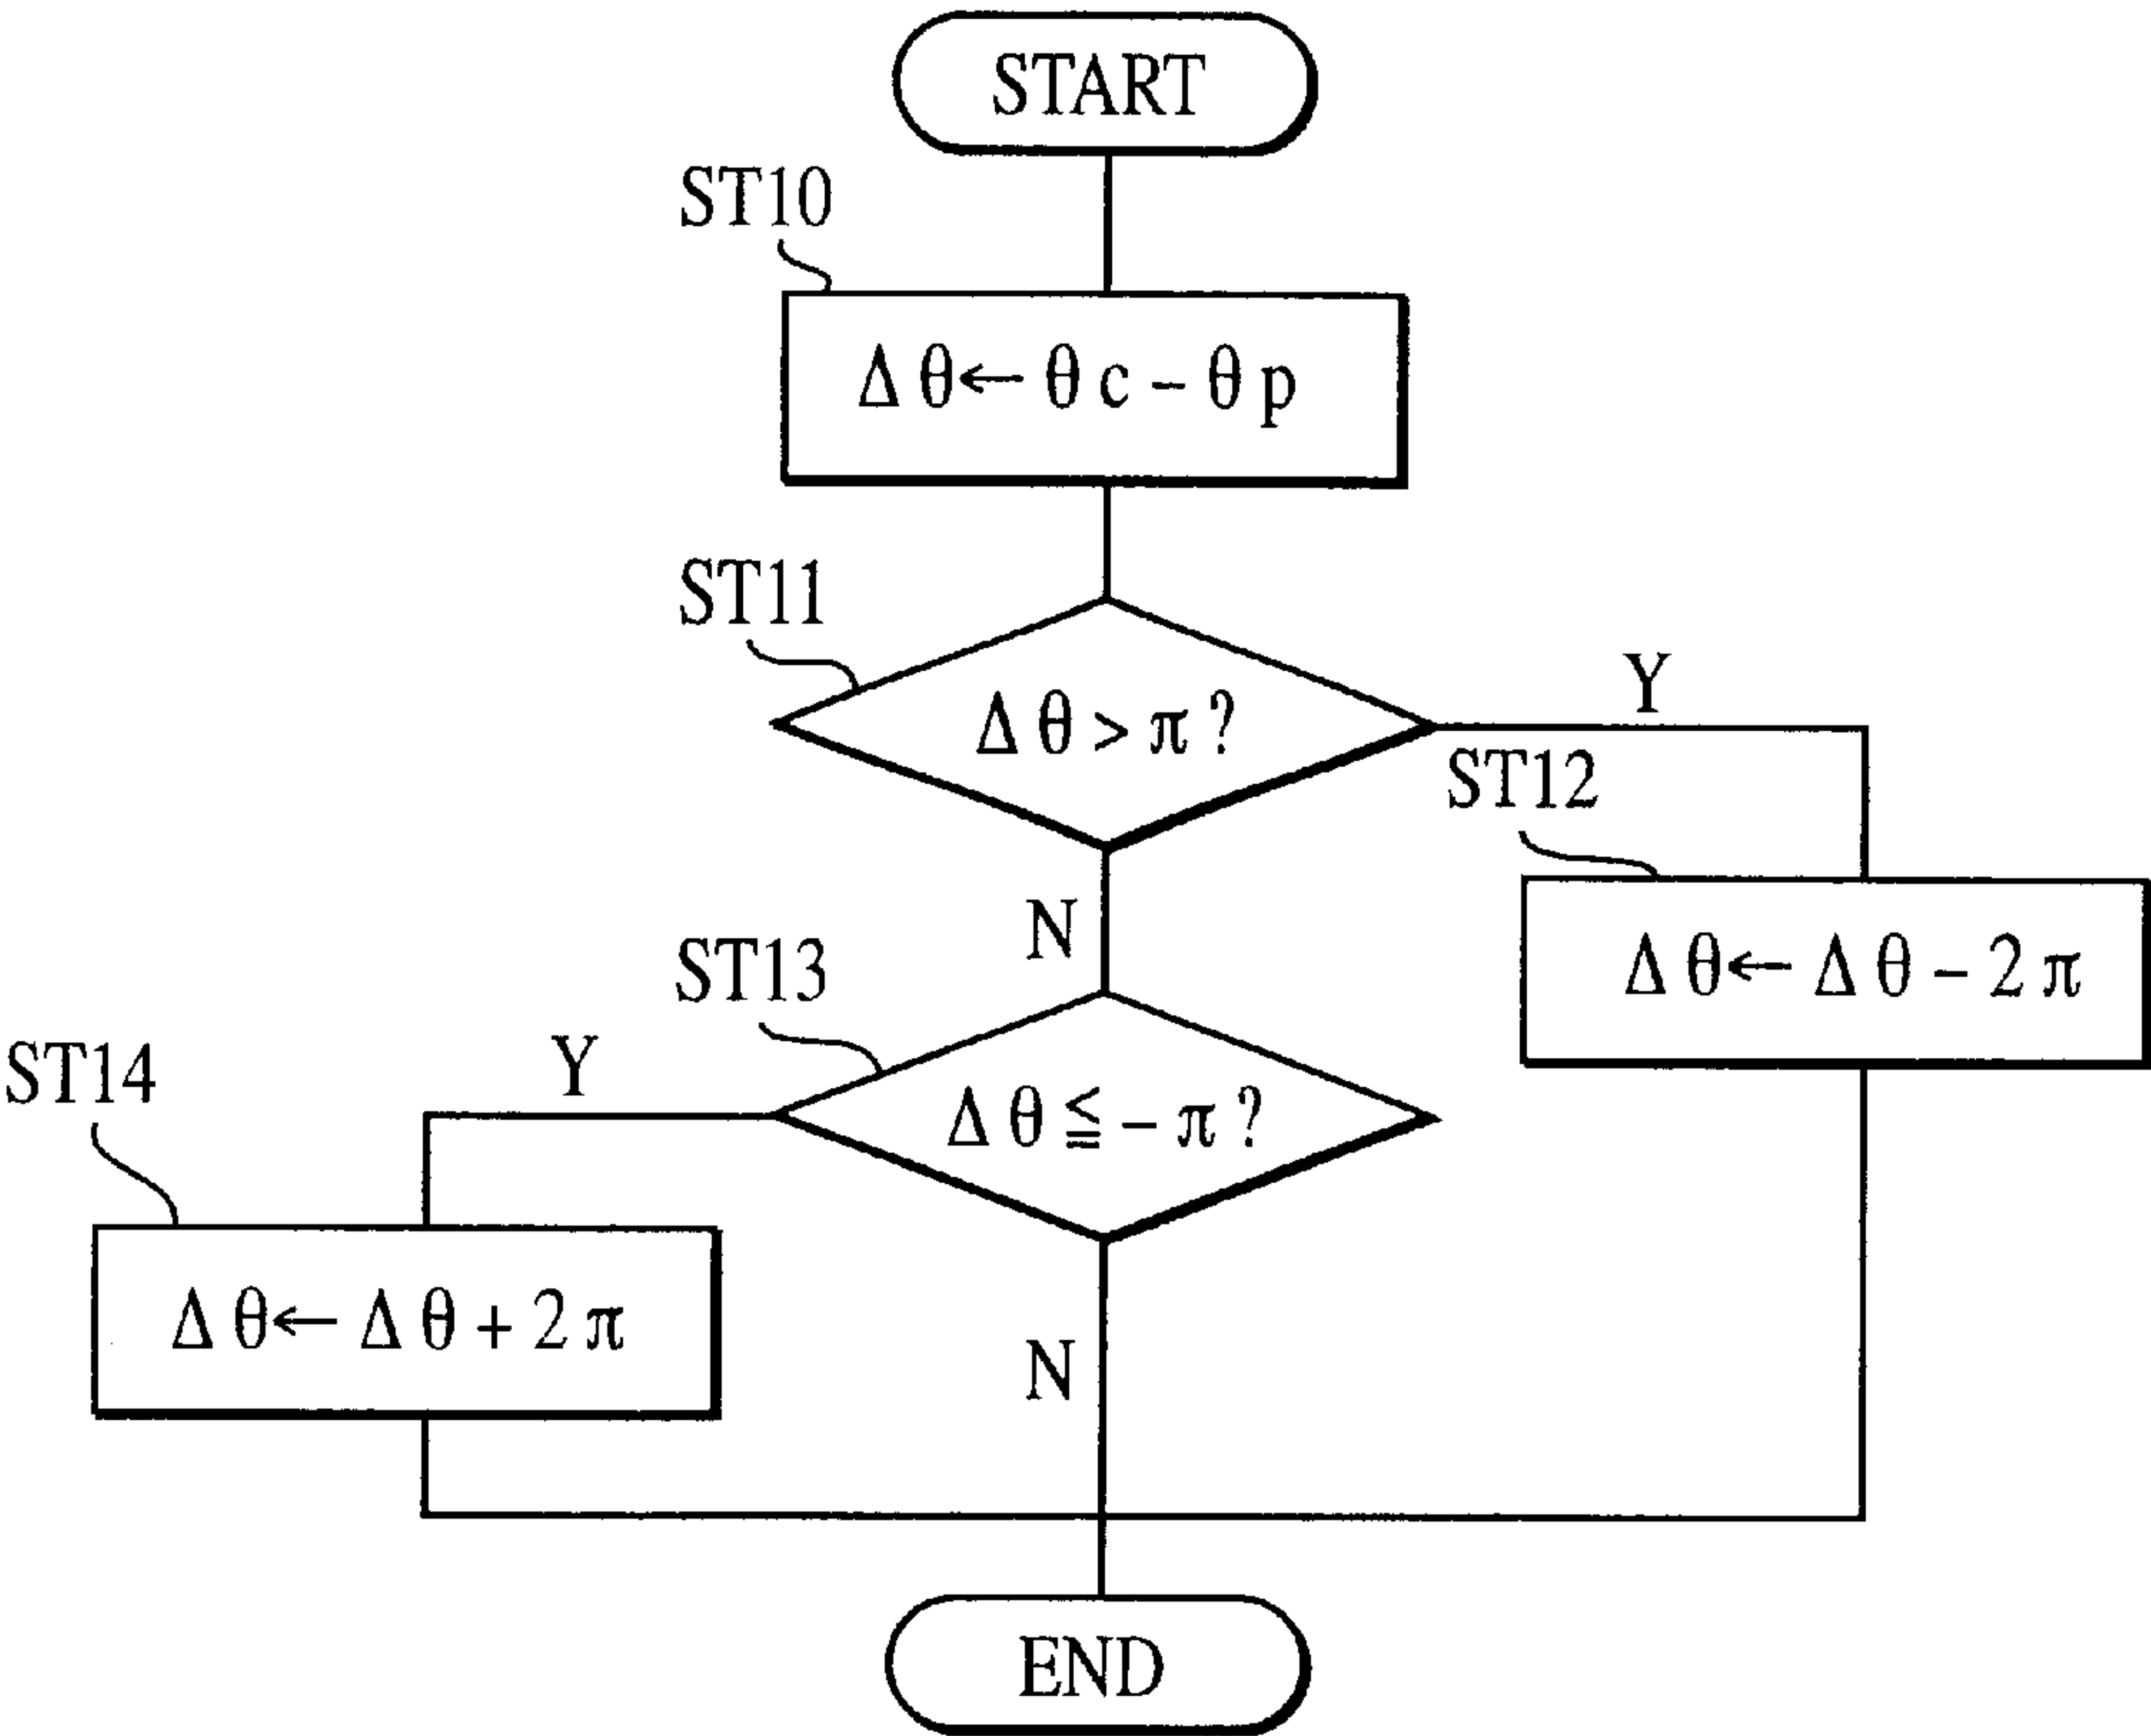 START
ST10
Δθ← θc – θp
ST11
Δθ > π ?
Y
ST12
Δθ← Δθ – 2π
N
ST13
Δθ ≦ – π ?
Y
ST14
Δθ← Δθ + 2π
N
END